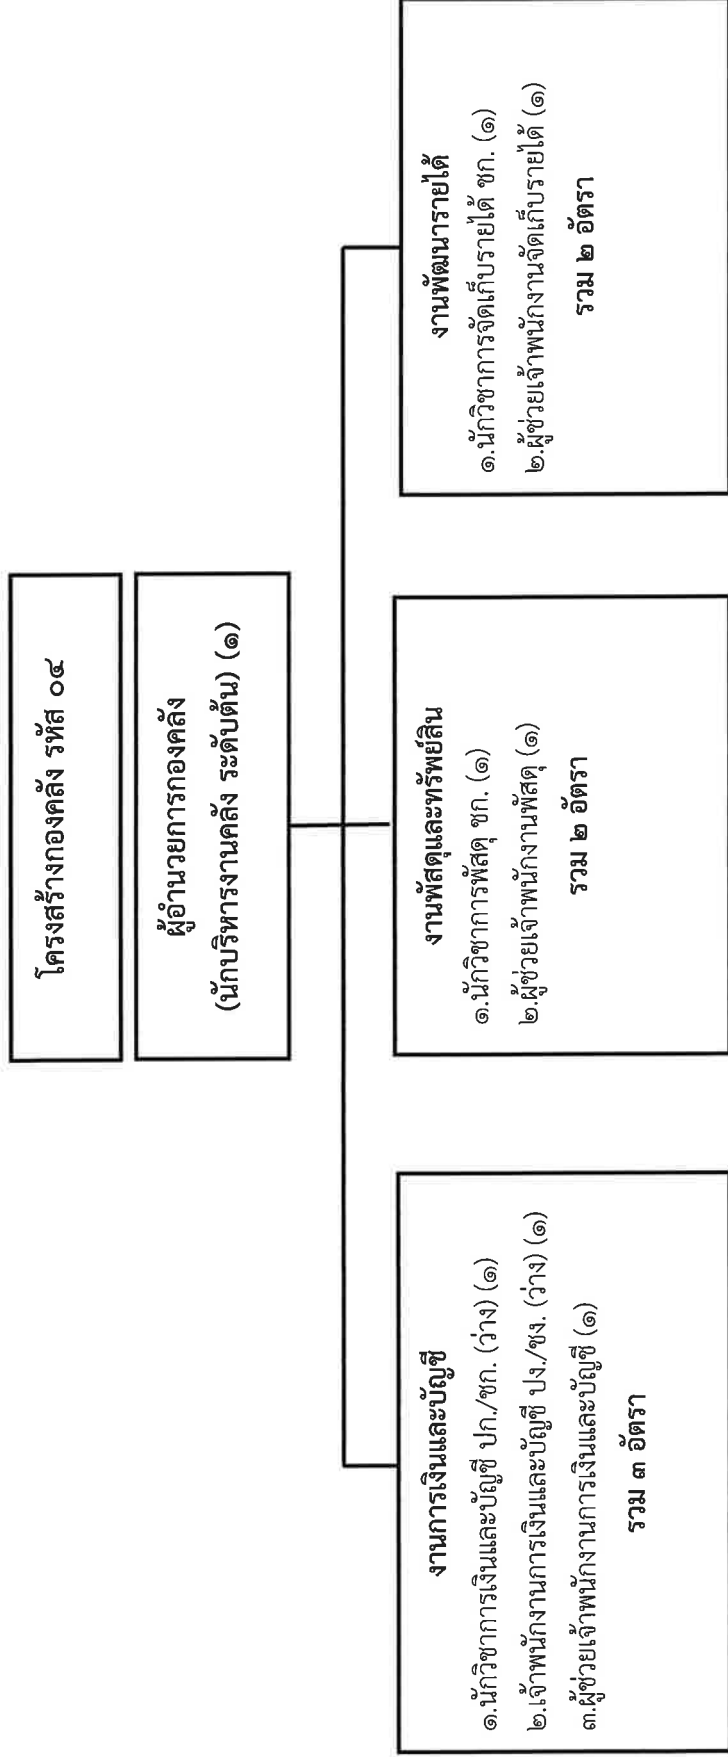 โครงสร้างกองคลัง รหัส ๐๔
ผู้อำนวยการกองคลัง
(นักบริหารงานคลัง ระดับต้น) (๑)
งานการเงินและบัญชี
๑.นักวิชาการเงินและบัญชี ปก./ชก. (ว่าง) (๑)
๒.เจ้าพนักงานการเงินและบัญชี ปง./ชง. (ว่าง) (๑)
๓.ผู้ช่วยเจ้าพนักงานการเงินและบัญชี (๑)
รวม ๓ อัตรา
งานพัสดุและทรัพย์สิน
๑.นักวิชาการพัสดุ ชก. (๑)
๒.ผู้ช่วยเจ้าพนักงานพัสดุ (๑)
รวม ๒ อัตรา
งานพัฒนารายได้
๑.นักวิชาการจัดเก็บรายได้ ชก. (๑)
๒.ผู้ช่วยเจ้าพนักงานจัดเก็บรายได้ (๑)
รวม ๒ อัตรา